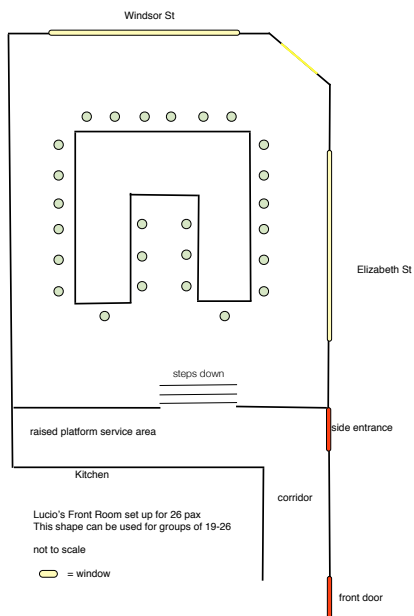 Windsor St
Elizabeth St
steps down
side entrance
raised platform service area
Kitchen
corridor
Lucio's Front Room set up for 26 pax
This shape can be used for groups of 19-26
not to scale
= window
front door